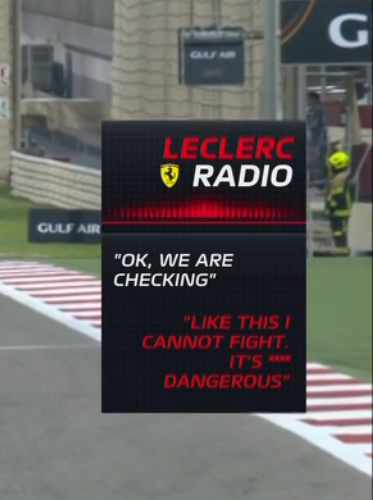 GULF AIR
G
LECLERC
RADIO
GULF AIR
"OK, WE ARE
CHECKING"
"LIKE THIS I
CANNOT FIGHT.
IT'S ****
DANGEROUS"